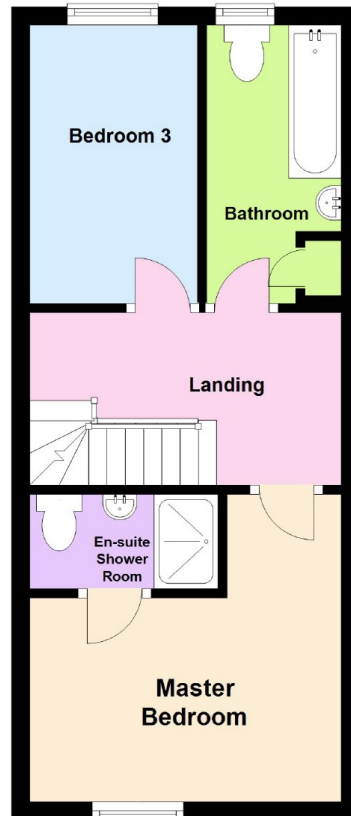 Bedroom 3
Bathroom
Landing
En-suite
Shower
Room
Master
Bedroom